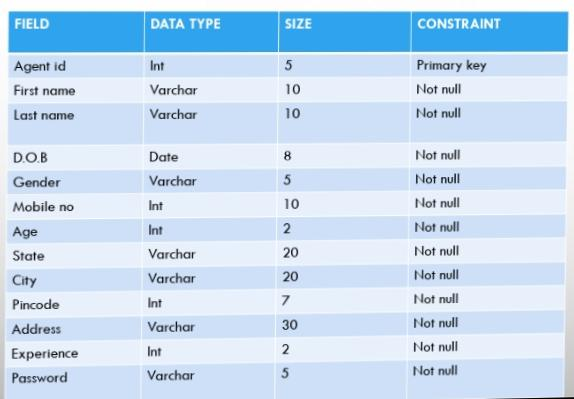 FIELD DATA TYPE SIZE CONSTRAINT
Agent id Int 5 Primary key
First name Varchar 10 Not null
Last name Varchar 10 Not null
D.O.B Date 8 Not null
Gender Varchar 5 Not null
Mobile no Int 10 Not null
Age Int 2 Not null
State Varchar 20 Not null
City Varchar 20 Not null
Pincode Int 7 Not null
Address Varchar 30 Not null
Experience Int 2 Not null
Password Varchar 5 Not null